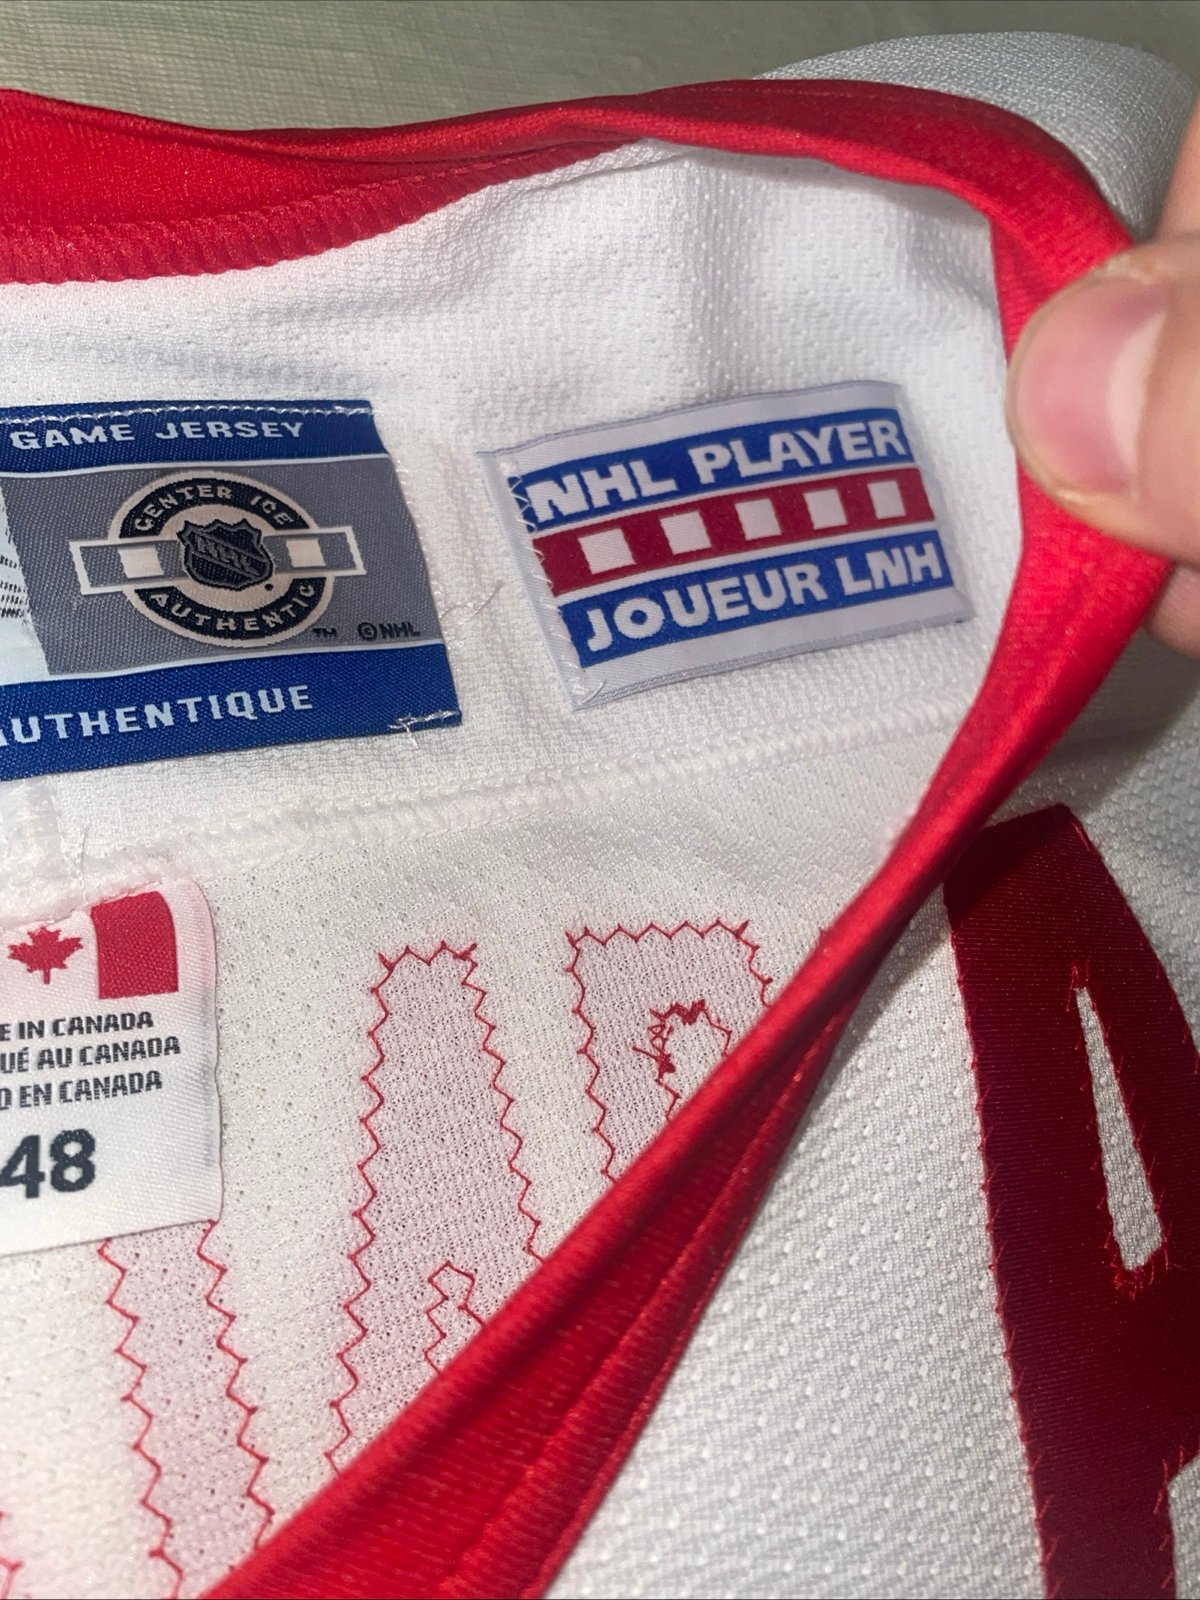 GAME JERSEY
CENTER ICE
NHL
AUTHENTIC
™ ©NHL
AUTHENTIQUE
NHL PLAYER
JOUEUR LNH
E IN CANADA
UÉ AU CANADA
O EN CANADA
48